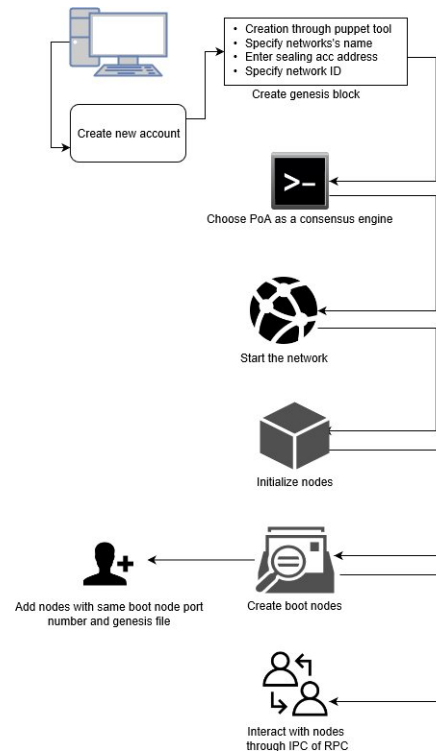 • Creation through puppet tool
• Specify networks's name
• Enter sealing acc address
• Specify network ID
Create genesis block
Create new account
>-
Choose PoA as a consensus engine
Start the network
Initialize nodes
Add nodes with same boot node port
number and genesis file
Create boot nodes
Interact with nodes
through IPC of RPC